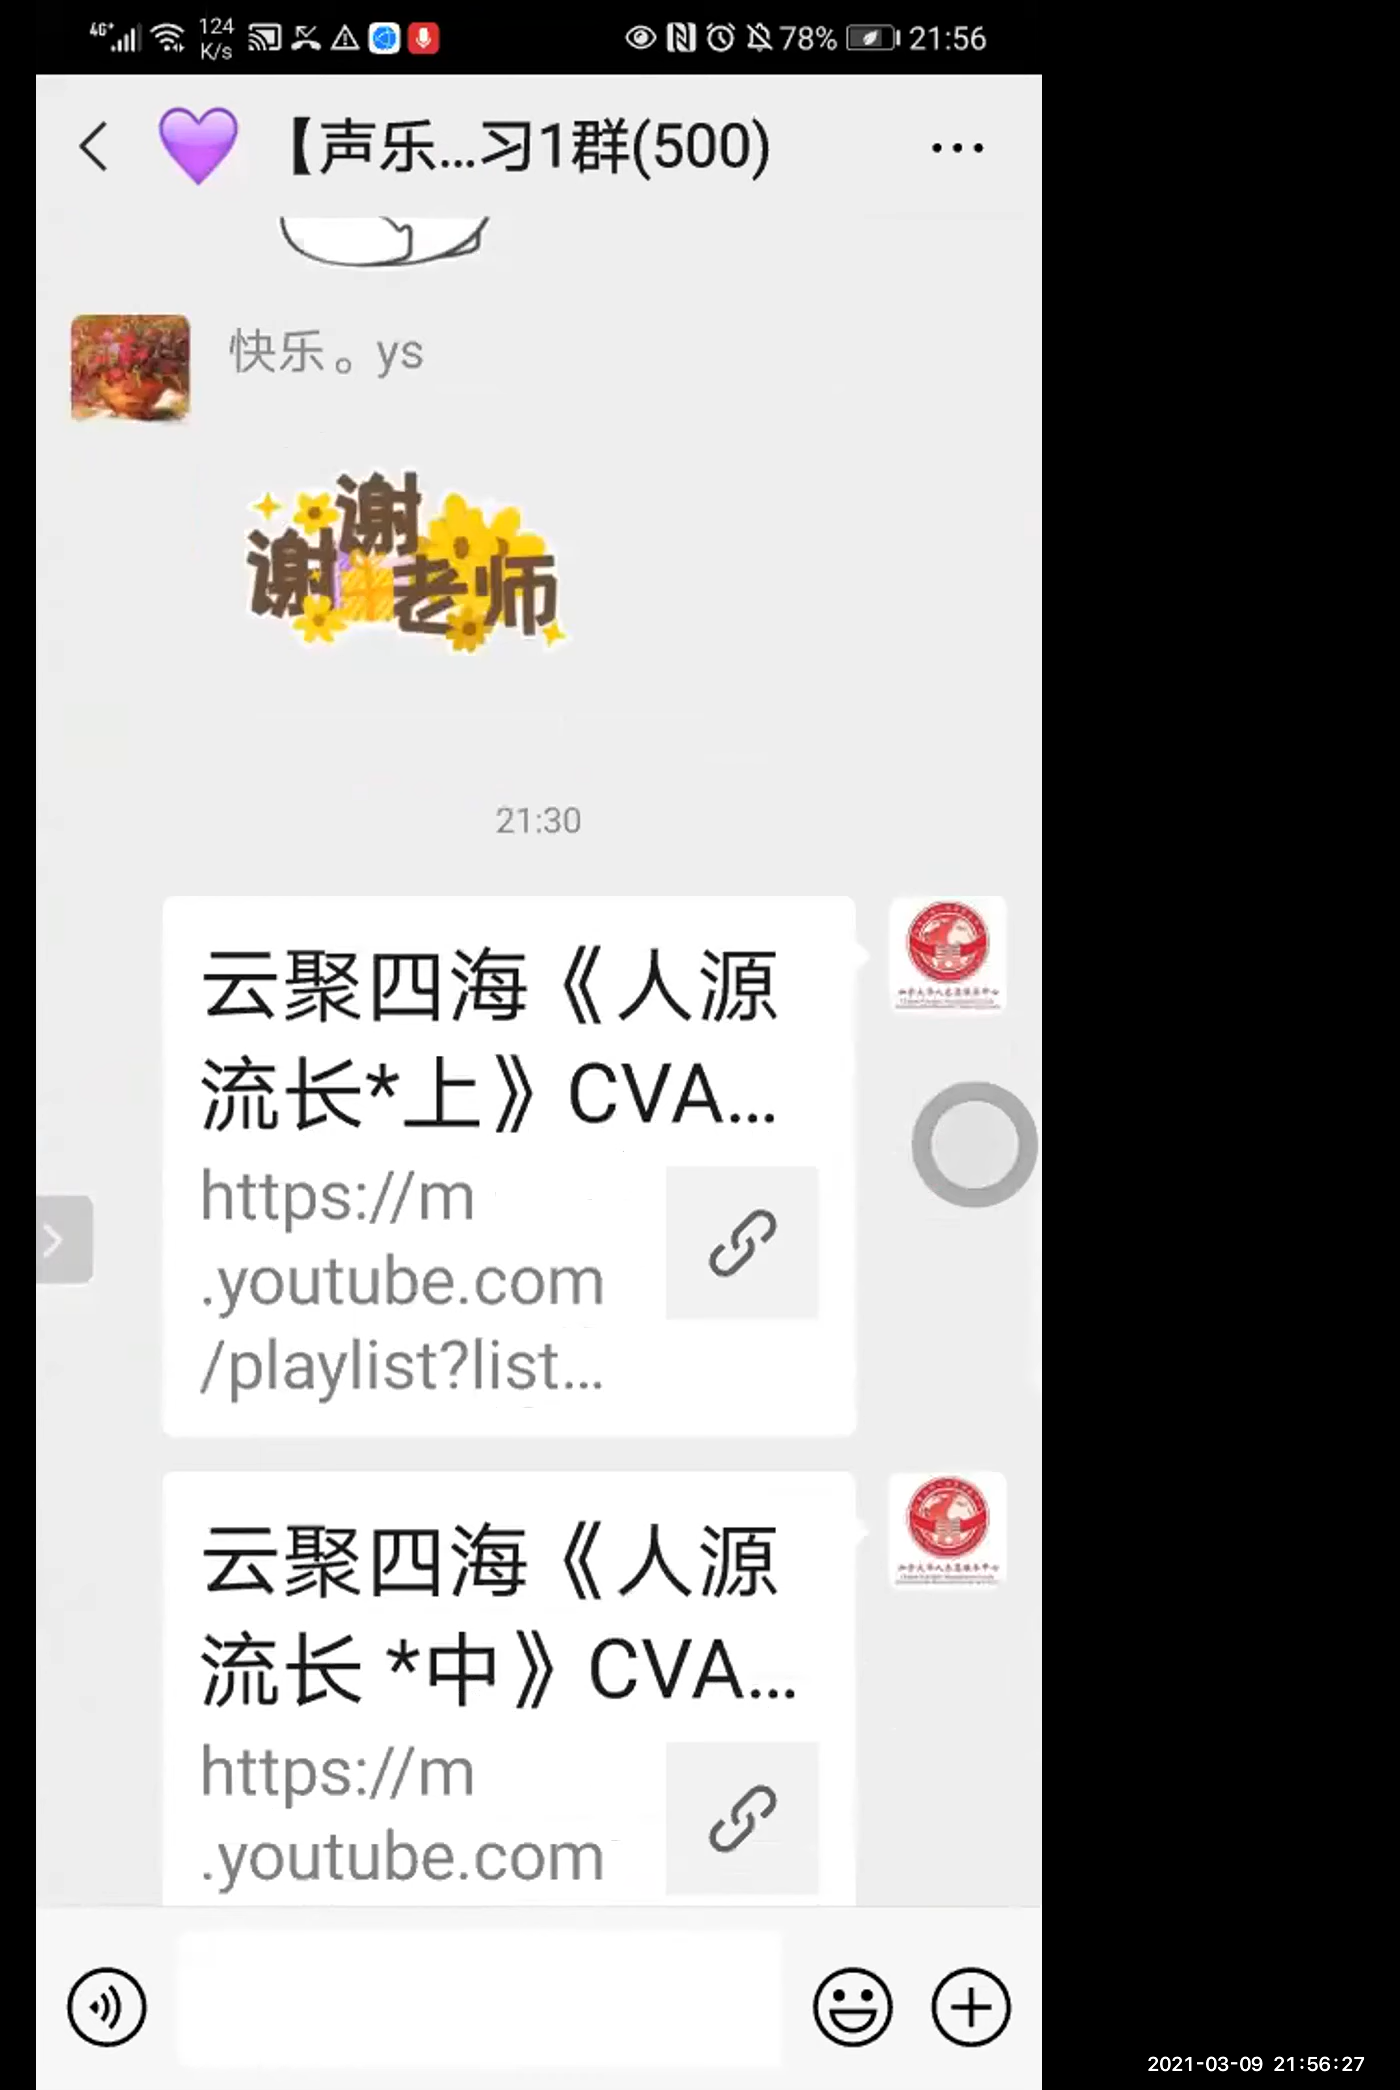 4G+
124
K/s
78%
21:56
【声乐...习1群(500)
快乐。ys
谢谢老师
21:30
云聚四海《人源
流长*上》CVA...
https://m
.youtube.com
/playlist?list...
云聚四海《人源
流长 *中》CVA...
https://m
.youtube.com
2021-03-09 21:56:27